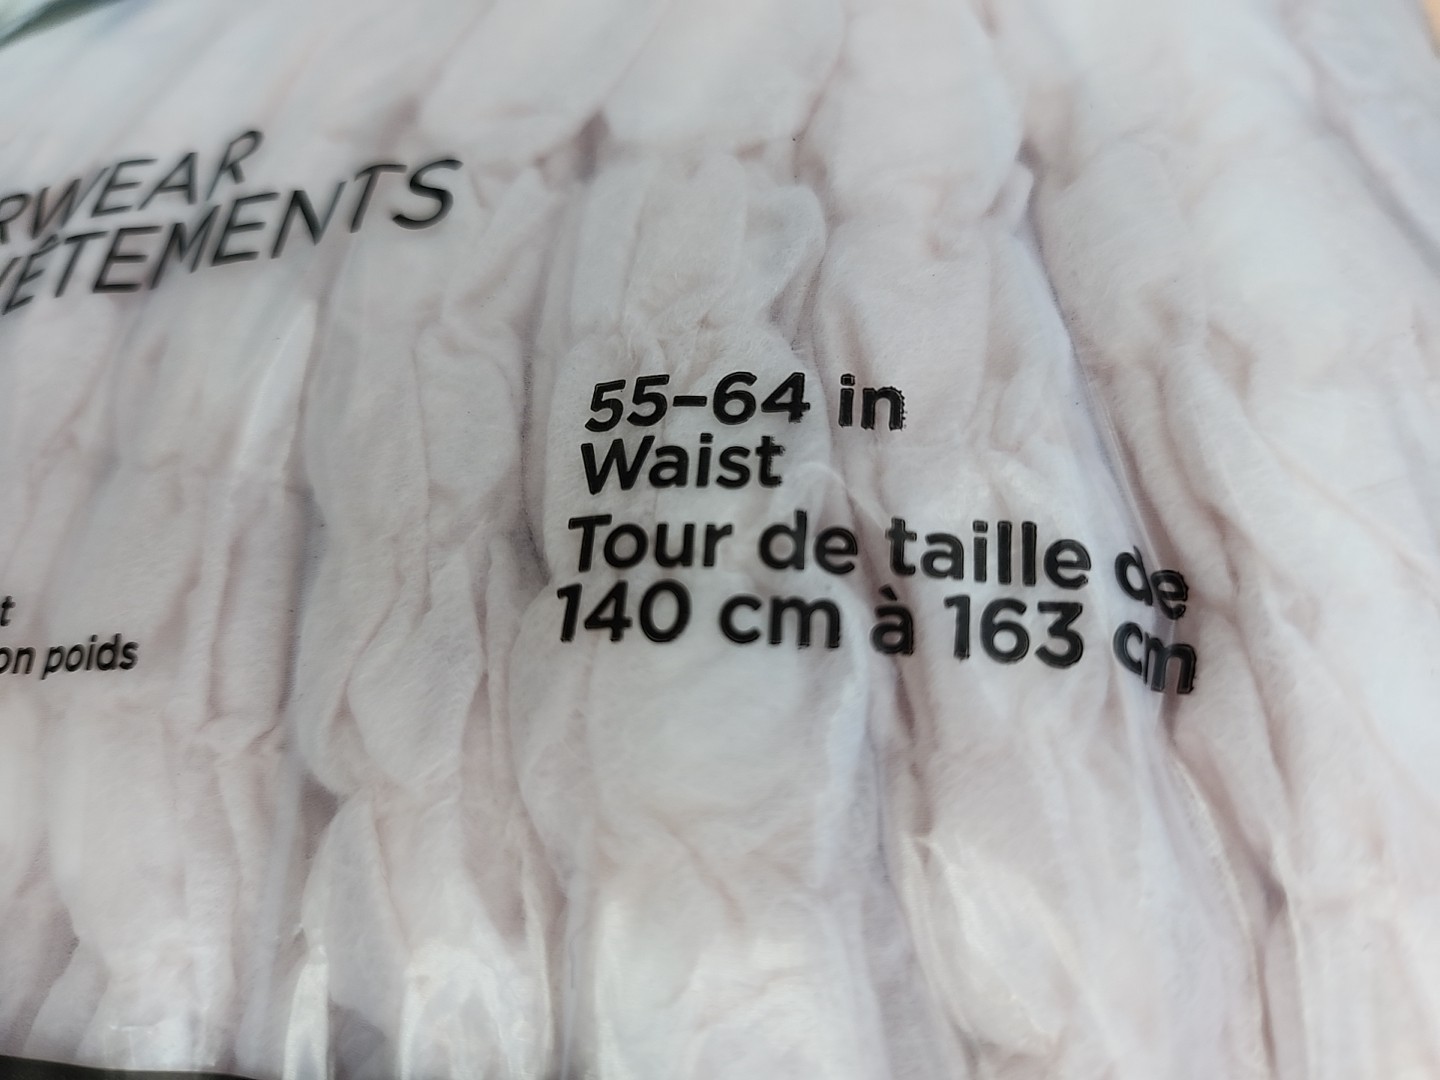 RWEAR
VÊTEMENTS
55–64 in
Waist
Tour de taille de
140 cm à 163 cm
t
on poids